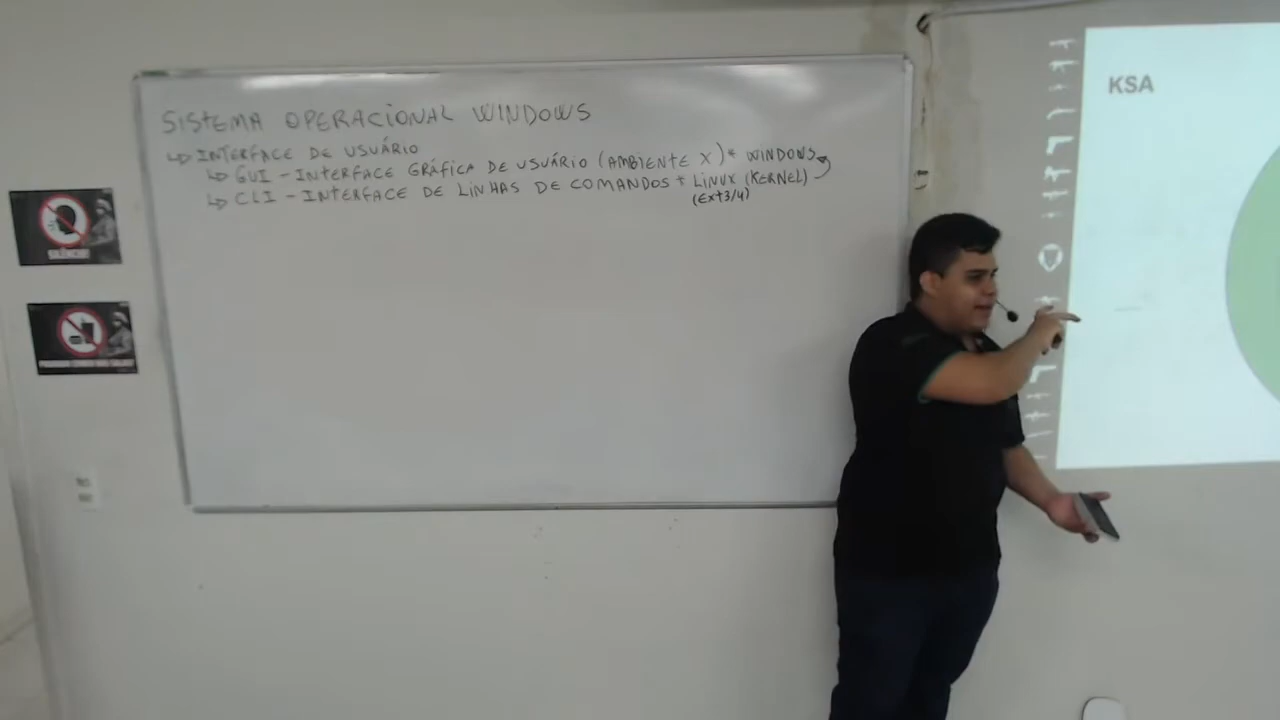 SISTEMA OPERACIONAL WINDOWS
↳ INTERFACE DE USUÁRIO
↳ GUI - INTERFACE GRÁFICA DE USUÁRIO (AMBIENTE X) * WINDOWS
↳ CLI - INTERFACE DE LINHAS DE COMANDOS * LINUX (KERNEL)
(Ext3/4)
KSA
SILÊNCIO